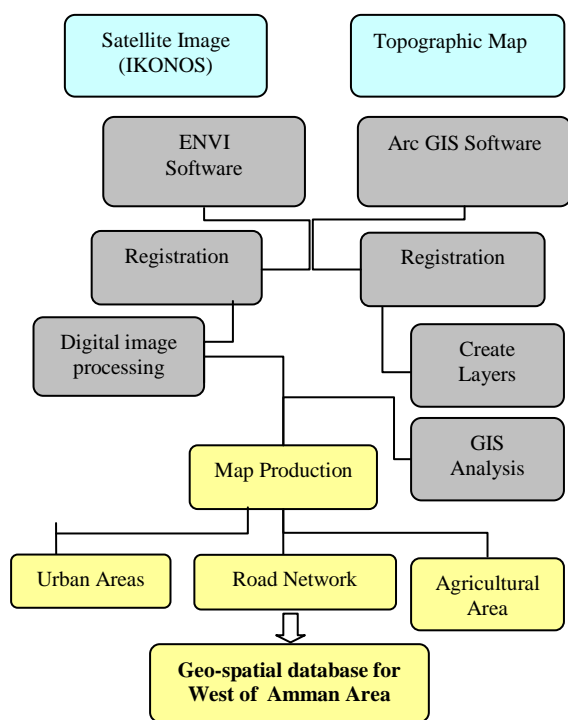 Satellite Image
(IKONOS)
Topographic Map
ENVI
Software
Arc GIS Software
Registration
Registration
Digital image
processing
Create
Layers
GIS
Analysis
Map Production
Urban Areas
Road Network
Agricultural
Area
Geo-spatial database for
West of Amman Area